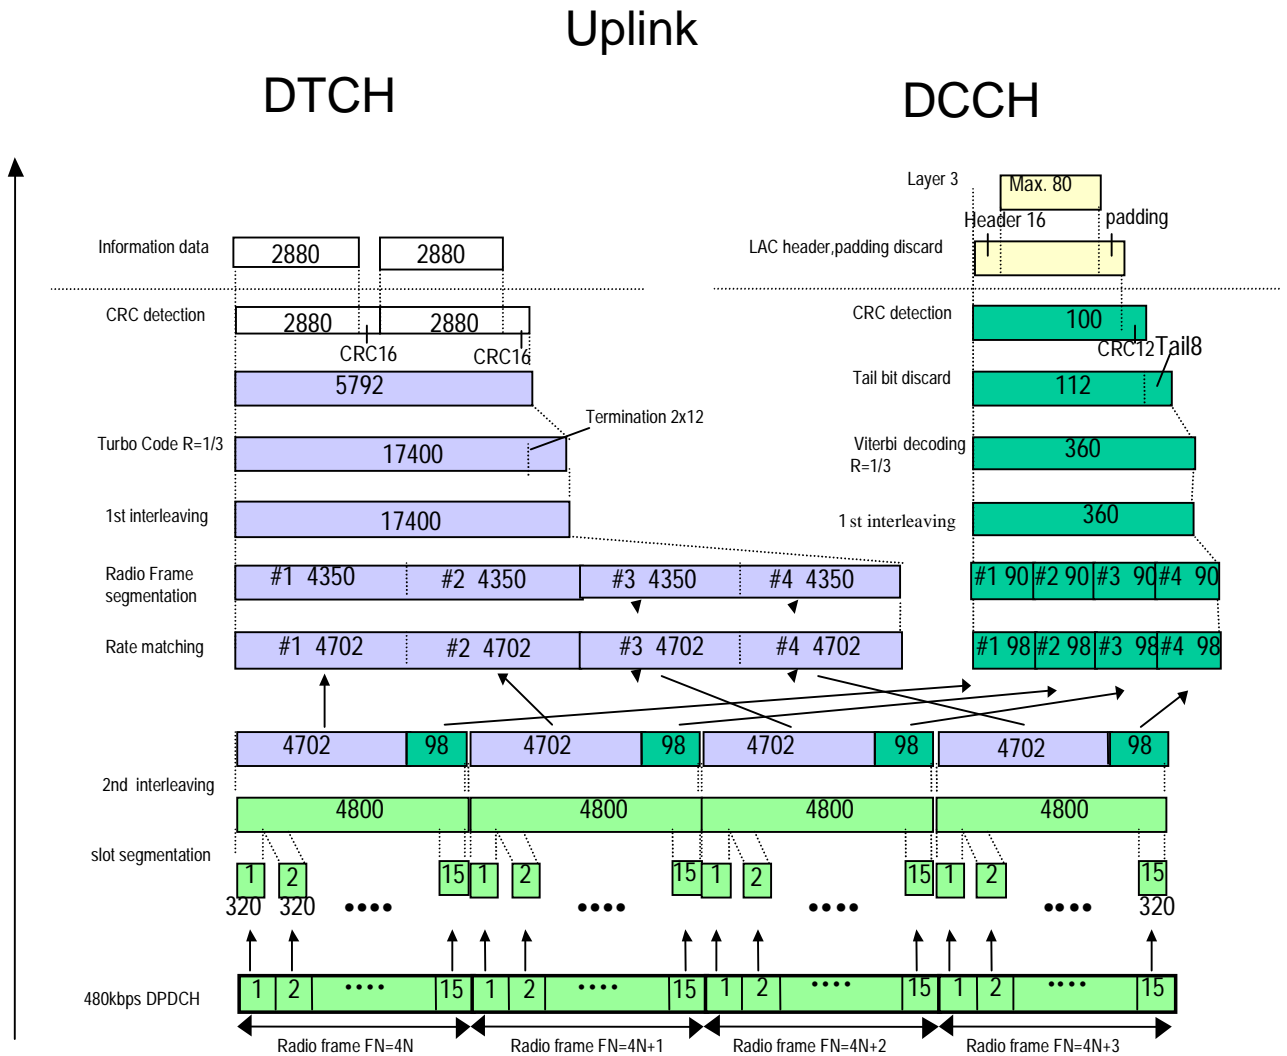 Uplink
DTCH
DCCH
Layer 3
Max. 80
Header 16
padding
Information data
2880
2880
LAC header,padding discard
CRC detection
2880
2880
CRC16
CRC16
CRC detection
100
CRC12
Tail8
5792
Tail bit discard
112
Termination 2x12
Turbo Code R=1/3
17400
Viterbi decoding
R=1/3
360
1st interleaving
17400
1st interleaving
360
Radio Frame
segmentation
#1 4350
#2 4350
#3 4350
#4 4350
#1 90
#2 90
#3 90
#4 90
Rate matching
#1 4702
#2 4702
#3 4702
#4 4702
#1 98
#2 98
#3 98
#4 98
4702
98
4702
98
4702
98
4702
98
2nd interleaving
4800
4800
4800
4800
slot segmentation
1
2
15
1
2
15
1
2
15
1
2
15
320
320
••••
••••
••••
••••
320
480kbps DPDCH
1
2
••••
15
1
2
••••
15
1
2
••••
15
1
2
••••
15
Radio frame FN=4N
Radio frame FN=4N+1
Radio frame FN=4N+2
Radio frame FN=4N+3